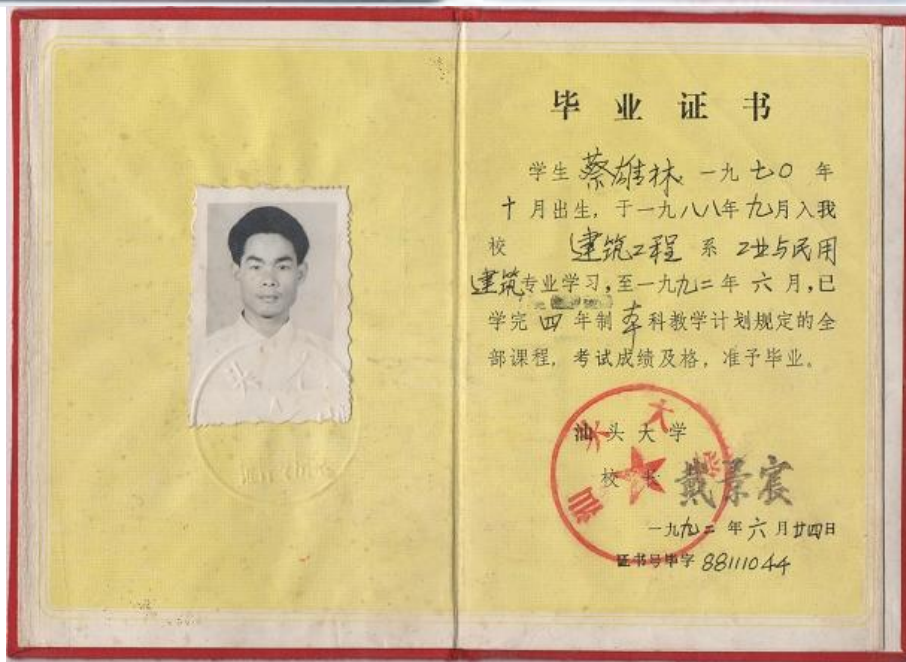 毕业证书
学生 蔡雄林 一九七〇年
十月出生,于一九八八年九月入我
校 建筑工程 系 工业与民用
建筑专业学习,至一九九二年六月,已
学完四年制本科教学计划规定的全
部课程,考试成绩及格,准予毕业。
汕头大学
校长 戴景宸
一九九二年六月廿四日
证书号毕字 88111044
汕头大